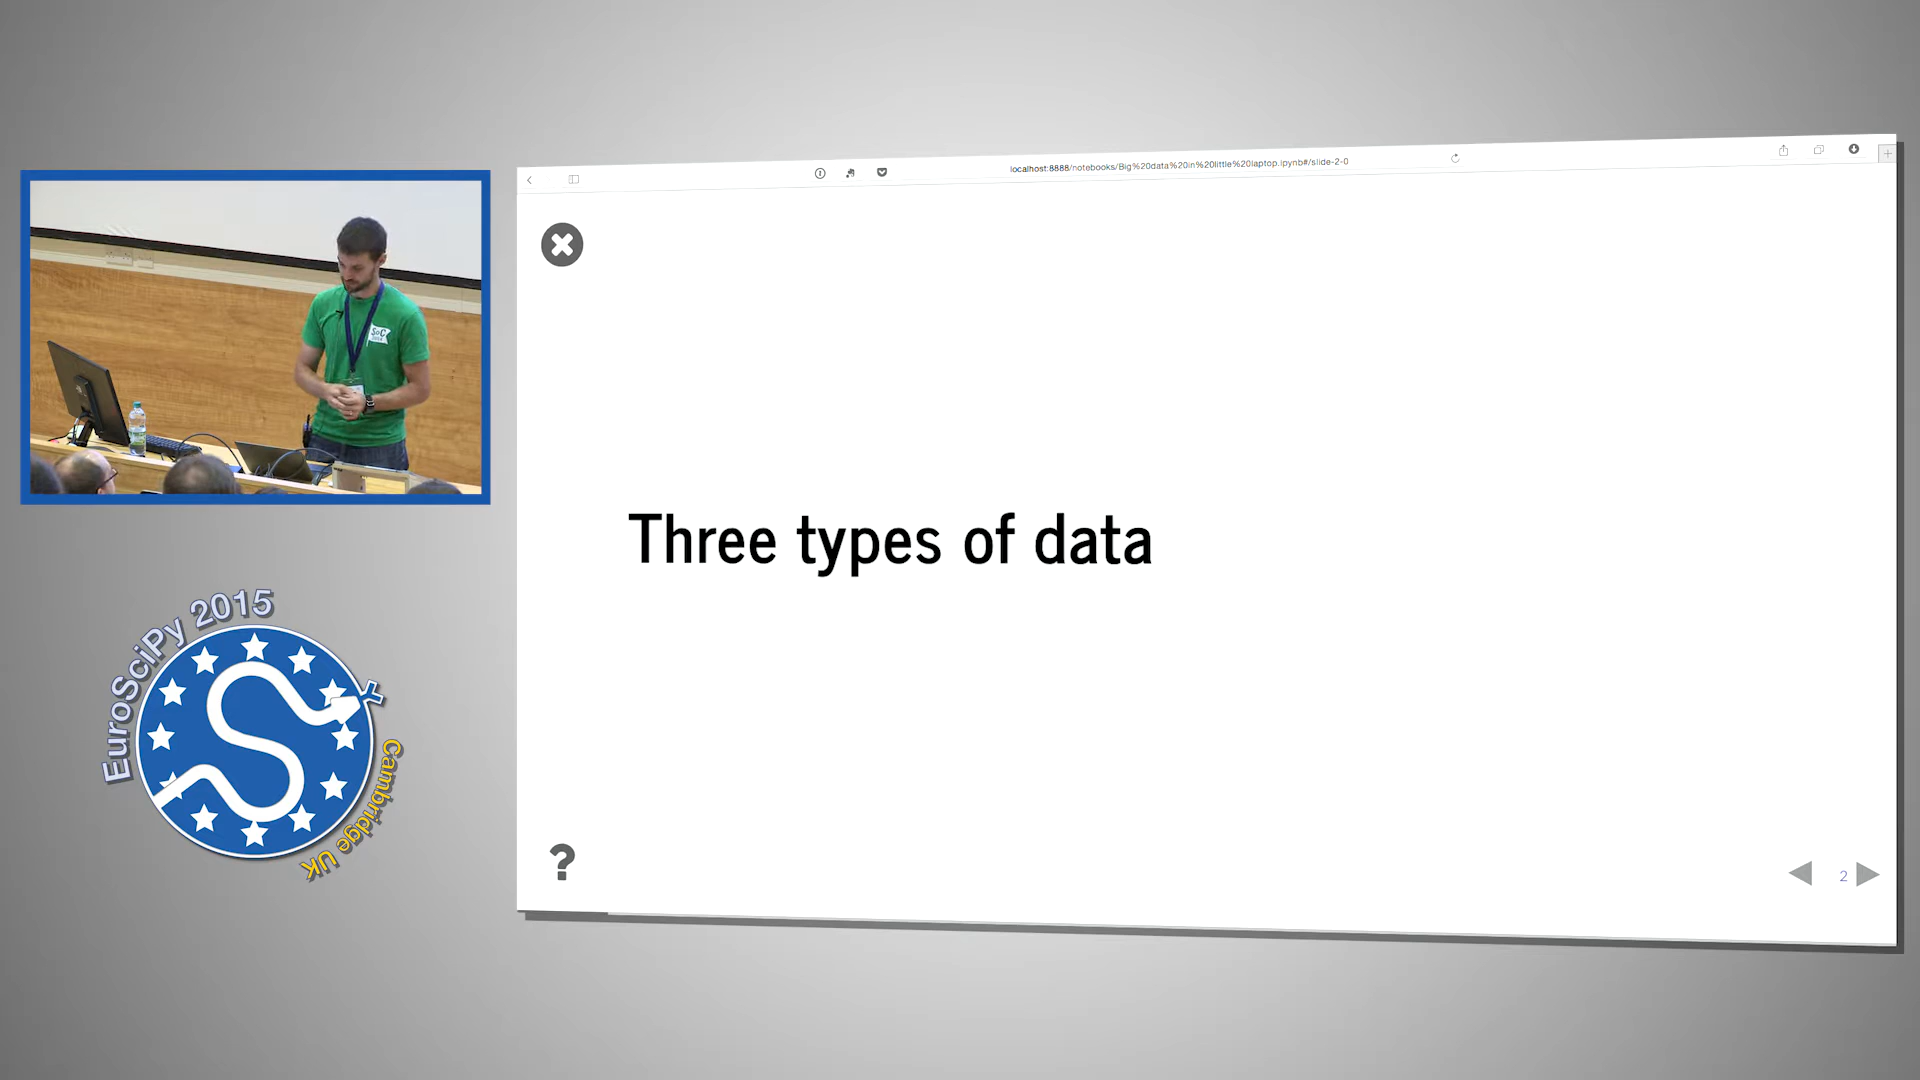 localhost:8888/notebooks/Big%20data%20in%20little%20laptop.ipynb#/slide-2-0
Three types of data
?
2
SoC
EuroSciPy 2015
Cambridge UK